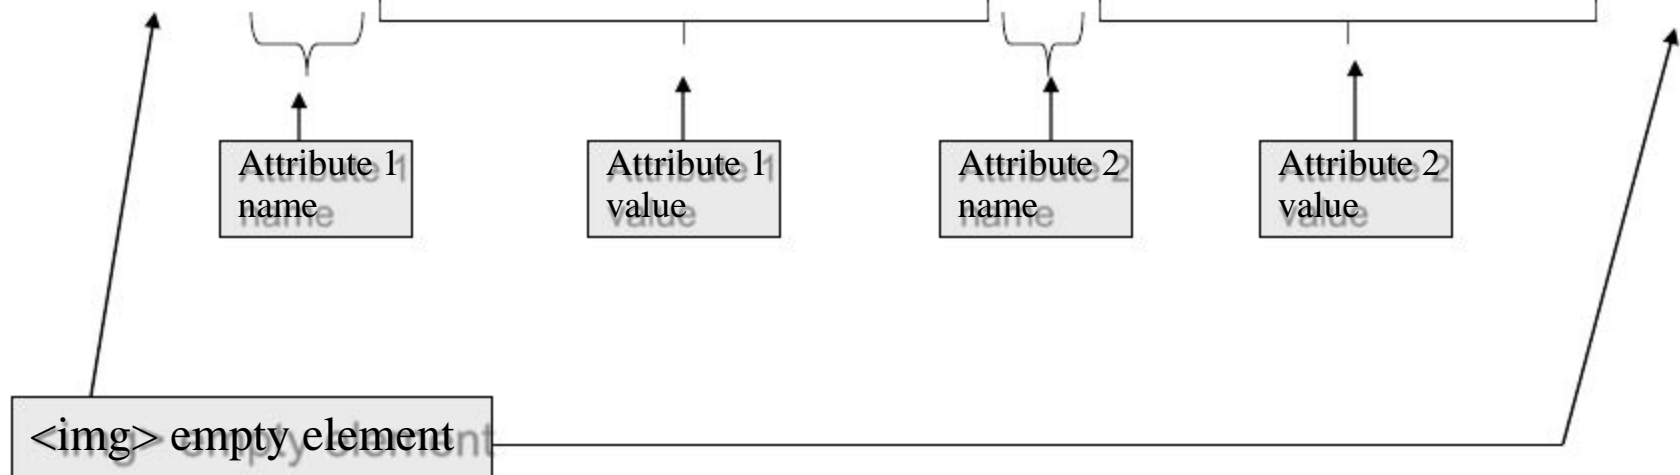 Attribute 1
name
Attribute 1
value
Attribute 2
name
Attribute 2
value
<img> empty element